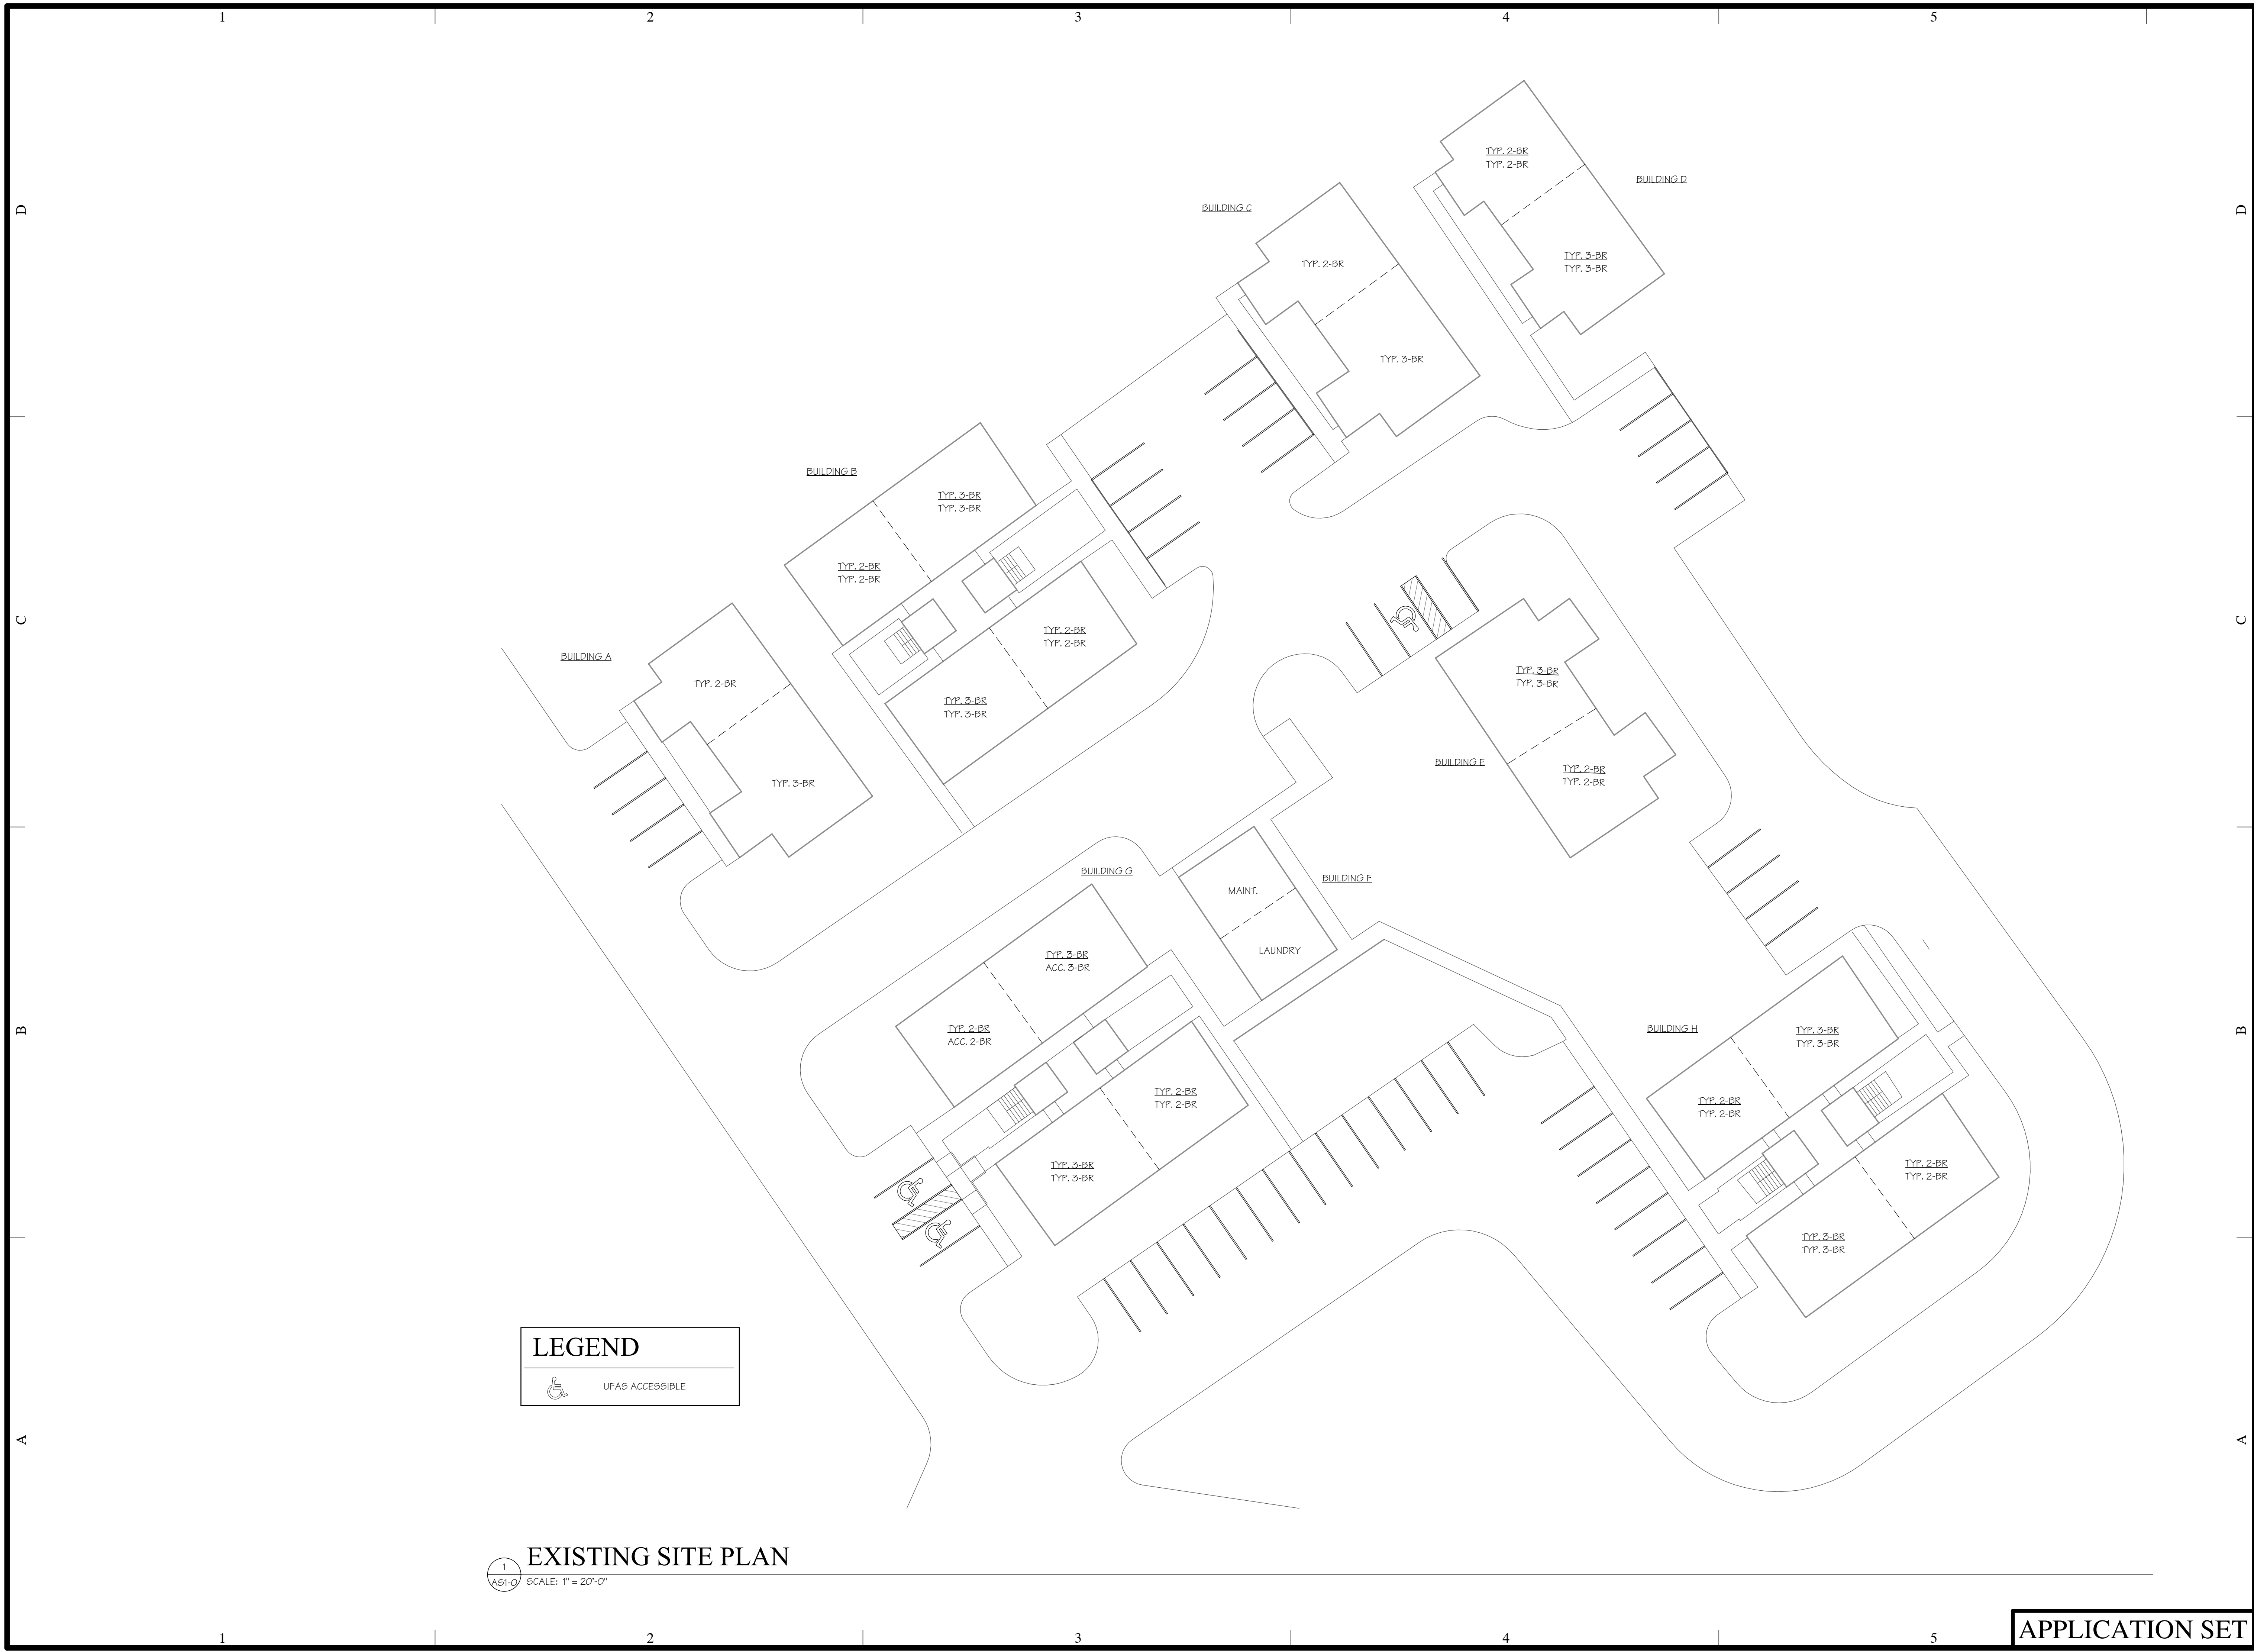 1 2 3 4 5
D
D
TYP. 2-BR
TYP. 2-BR
BUILDING D
BUILDING C
TYP. 3-BR
TYP. 3-BR
TYP. 2-BR
TYP. 3-BR
BUILDING B
TYP. 3-BR
TYP. 3-BR
TYP. 2-BR
TYP. 2-BR
C
C
TYP. 2-BR
TYP. 2-BR
BUILDING A
TYP. 2-BR
TYP. 3-BR
TYP. 3-BR
TYP. 3-BR
TYP. 3-BR
TYP. 3-BR
BUILDING E
TYP. 2-BR
TYP. 2-BR
BUILDING G
BUILDING F
MAINT.
LAUNDRY
TYP. 3-BR
ACC. 3-BR
TYP. 2-BR
ACC. 2-BR
B
B
BUILDING H
TYP. 3-BR
TYP. 3-BR
TYP. 2-BR
TYP. 2-BR
TYP. 2-BR
TYP. 2-BR
TYP. 3-BR
TYP. 3-BR
TYP. 2-BR
TYP. 2-BR
TYP. 3-BR
TYP. 3-BR
LEGEND
UFAS ACCESSIBLE
A
A
1
AS1-0
EXISTING SITE PLAN
SCALE: 1" = 20'-0"
APPLICATION SET
1 2 3 4 5